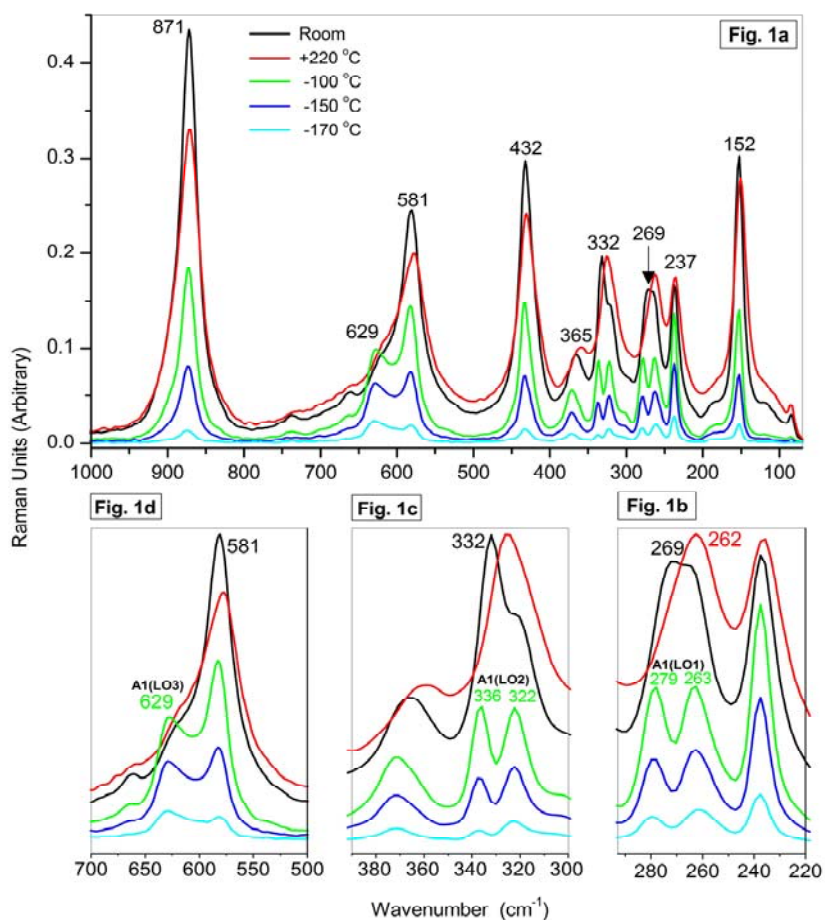 Fig. 1a
871
Room
+220 °C
-100 °C
-150 °C
-170 °C
629
581
432
365
332
269
237
152
0.4
0.3
0.2
0.1
0.0
1000 900 800 700 600 500 400 300 200 100
Raman Units (Arbitrary)
Fig. 1d
581
A1(LO3)
629
700 650 600 550 500
Fig. 1c
332
A1(LO2)
336 322
380 360 340 320 300
Fig. 1b
269 262
A1(LO1)
279 263
280 260 240 220
Wavenumber (cm-1)